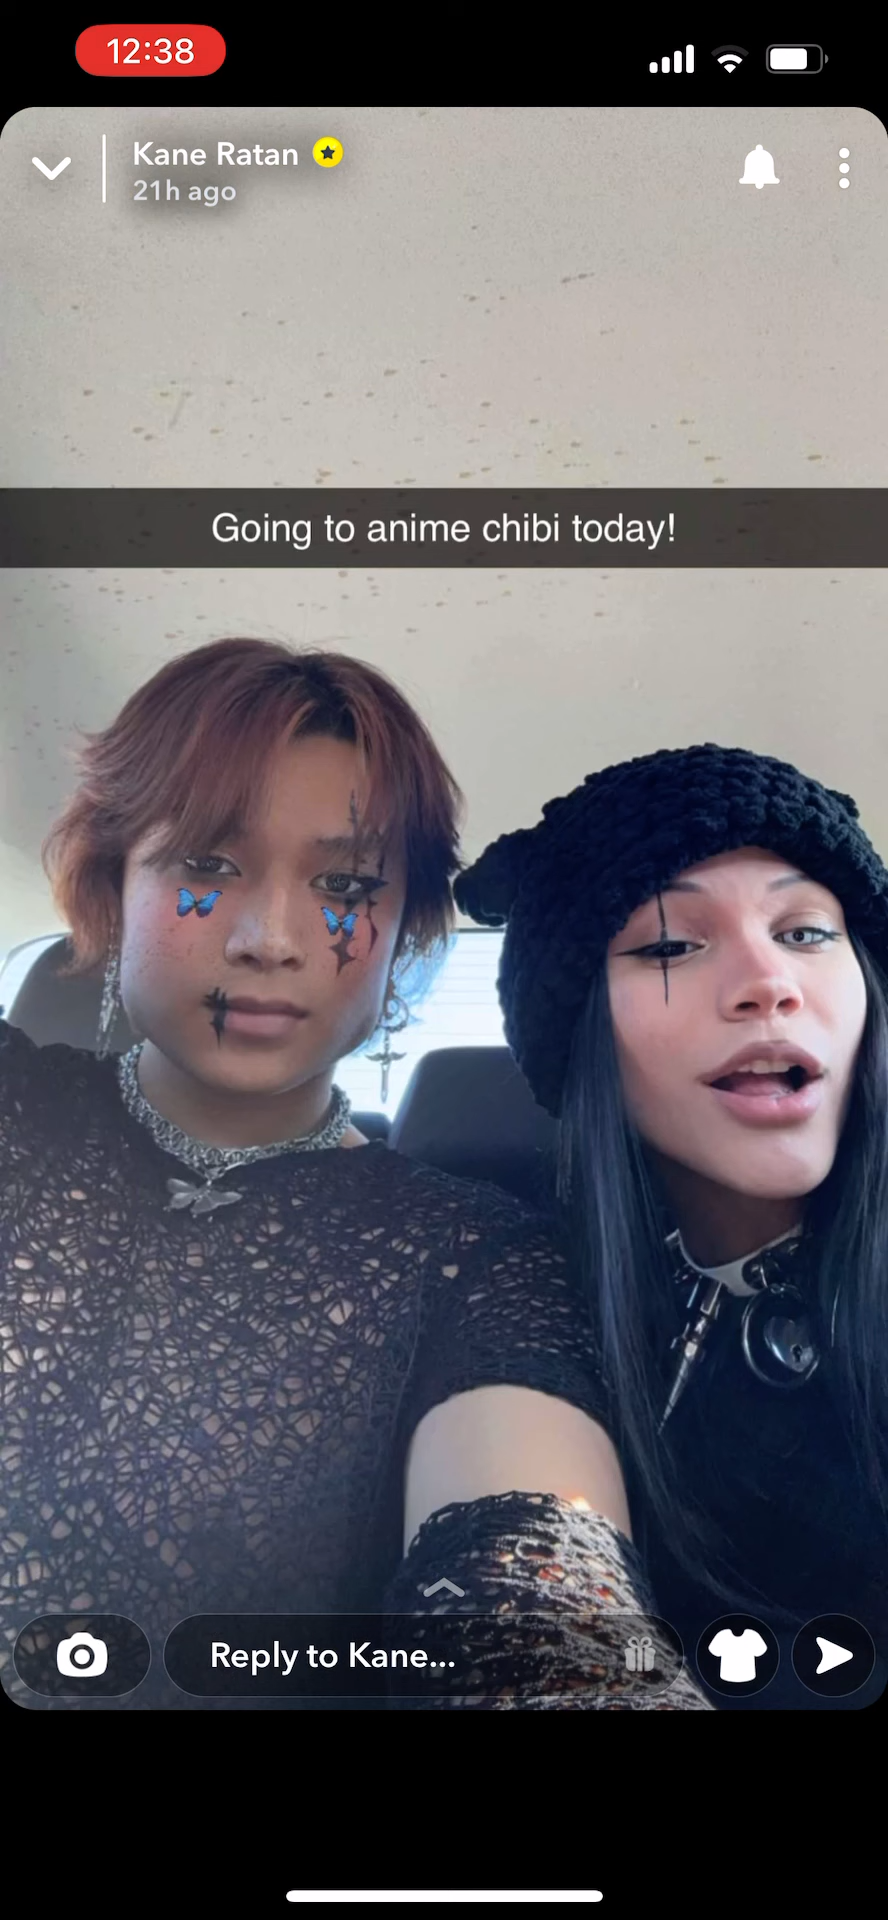 12:38
Kane Ratan
21h ago
Going to anime chibi today!
Reply to Kane...